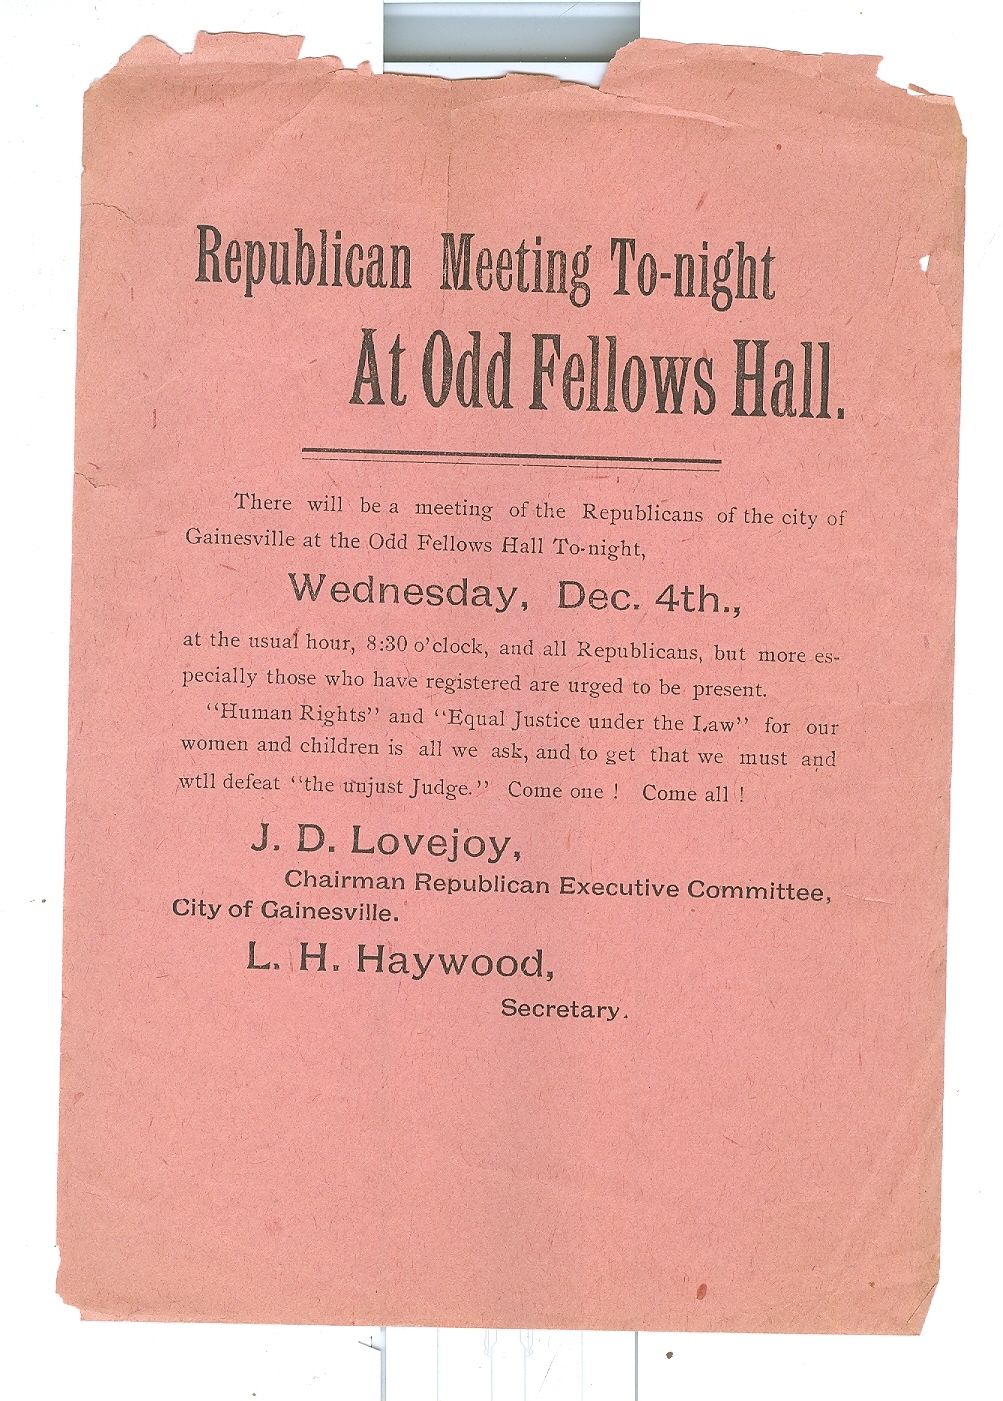 Republican Meeting To-night
At Odd Fellows Hall.
There will be a meeting of the Republicans of the city of
Gainesville at the Odd Fellows Hall To-night,
Wednesday, Dec. 4th.,
at the usual hour, 8:30 o'clock, and all Republicans, but more es-
pecially those who have registered are urged to be present.
"Human Rights" and "Equal Justice under the Law" for our
women and children is all we ask, and to get that we must and
wtll defeat "the unjust Judge." Come one ! Come all !
J. D. Lovejoy,
Chairman Republican Executive Committee,
City of Gainesville.
L. H. Haywood,
Secretary.